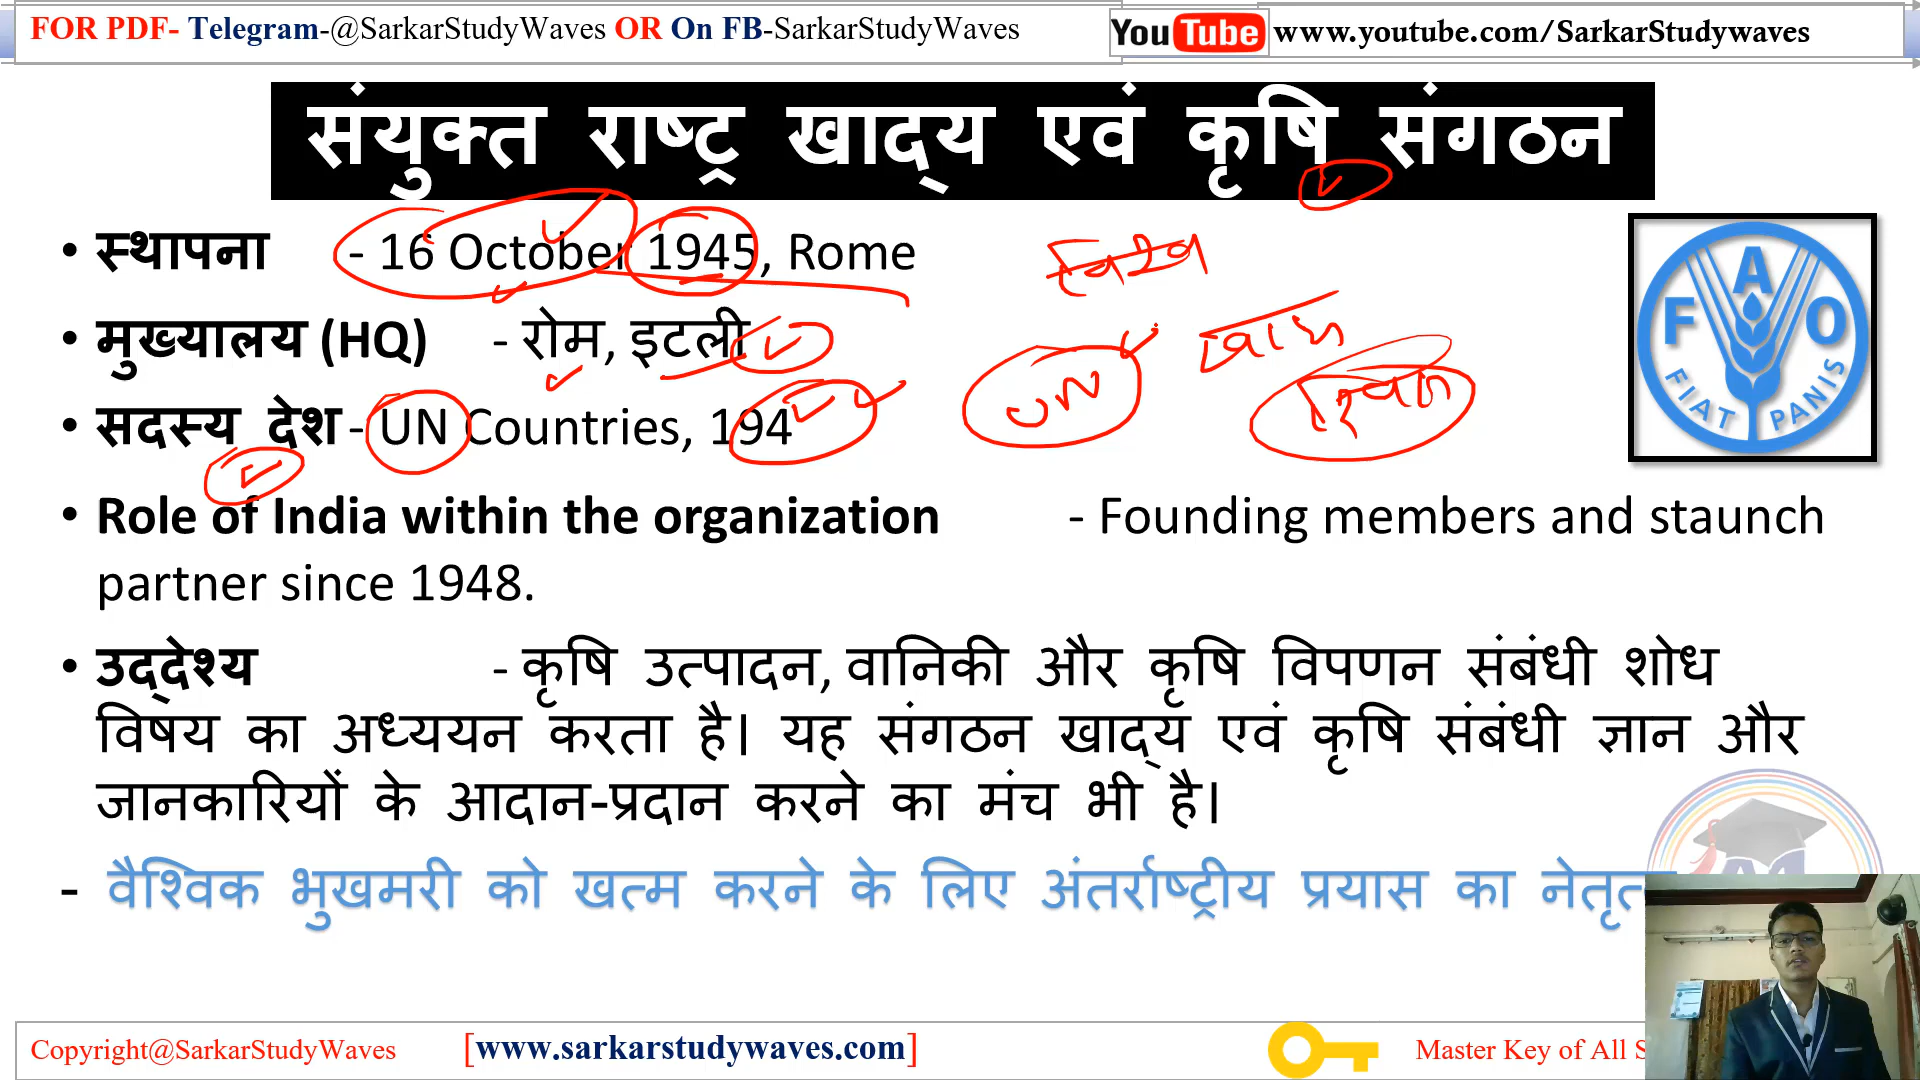 FOR PDF- Telegram-@SarkarStudyWaves OR On FB-SarkarStudyWaves
YouTube www.youtube.com/SarkarStudywaves
संयुक्त राष्ट्र खाद्य एवं कृषि संगठन
• स्थापना - 16 October 1945, Rome
विश्व
• मुख्यालय (HQ) - रोम, इटली
खाद्य
UN
दिवस
• सदस्य देश - UN Countries, 194
F A O
FIAT PANIS
• Role of India within the organization - Founding members and staunch
partner since 1948.
• उद्देश्य - कृषि उत्पादन, वानिकी और कृषि विपणन संबंधी शोध
विषय का अध्ययन करता है। यह संगठन खाद्य एवं कृषि संबंधी ज्ञान और
जानकारियों के आदान-प्रदान करने का मंच भी है।
- वैश्विक भुखमरी को खत्म करने के लिए अंतर्राष्ट्रीय प्रयास का
Copyright@SarkarStudyWaves [www.sarkarstudywaves.com] Master Key of All